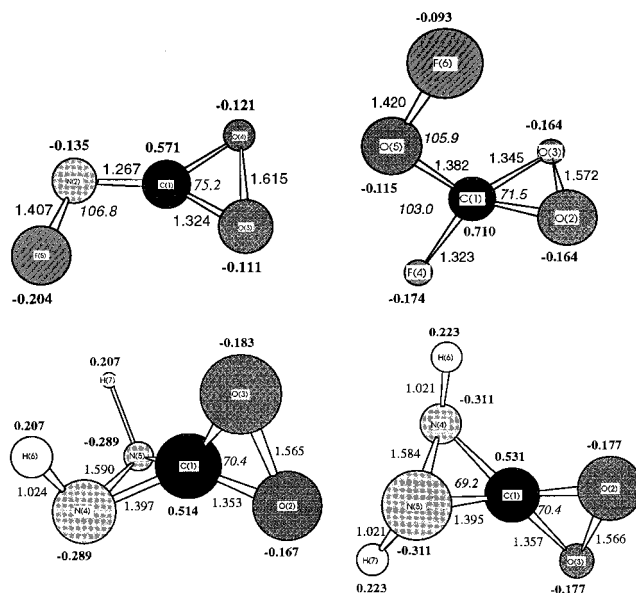 -0.121
O(4)
-0.135
0.571
1.267
N(2)
C(1)
75.2
1.615
1.407
106.8
1.324
O(3)
F(5)
-0.111
-0.204
-0.093
F(6)
1.420
-0.164
105.9
O(5)
O(3)
1.345
1.382
-0.115
1.572
C(1)
71.5
103.0
O(2)
0.710
-0.164
1.323
F(4)
-0.174
-0.183
0.207
H(7)
O(3)
0.207
-0.289
H(6)
N(5)
1.565
C(1)
70.4
1.590
1.024
1.397
1.353
O(2)
N(4)
0.514
-0.289
-0.167
0.223
H(6)
1.021
-0.311
N(4)
0.531
-0.177
1.584
69.2
O(2)
C(1)
N(5)
1.395
70.4
1.021
1.357
1.566
-0.311
H(7)
O(3)
0.223
-0.177